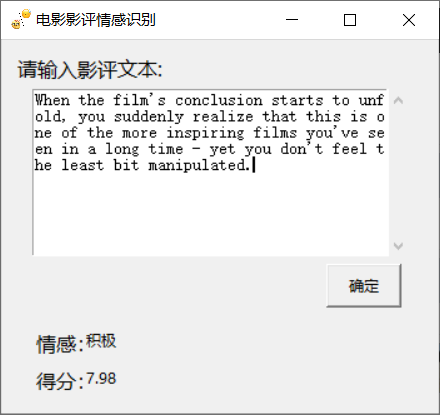 电影影评情感识别
请输入影评文本:
When the film's conclusion starts to unf
old, you suddenly realize that this is o
ne of the more inspiring films you've se
en in a long time - yet you don't feel t
he least bit manipulated.
确定
情感:积极
得分:7.98